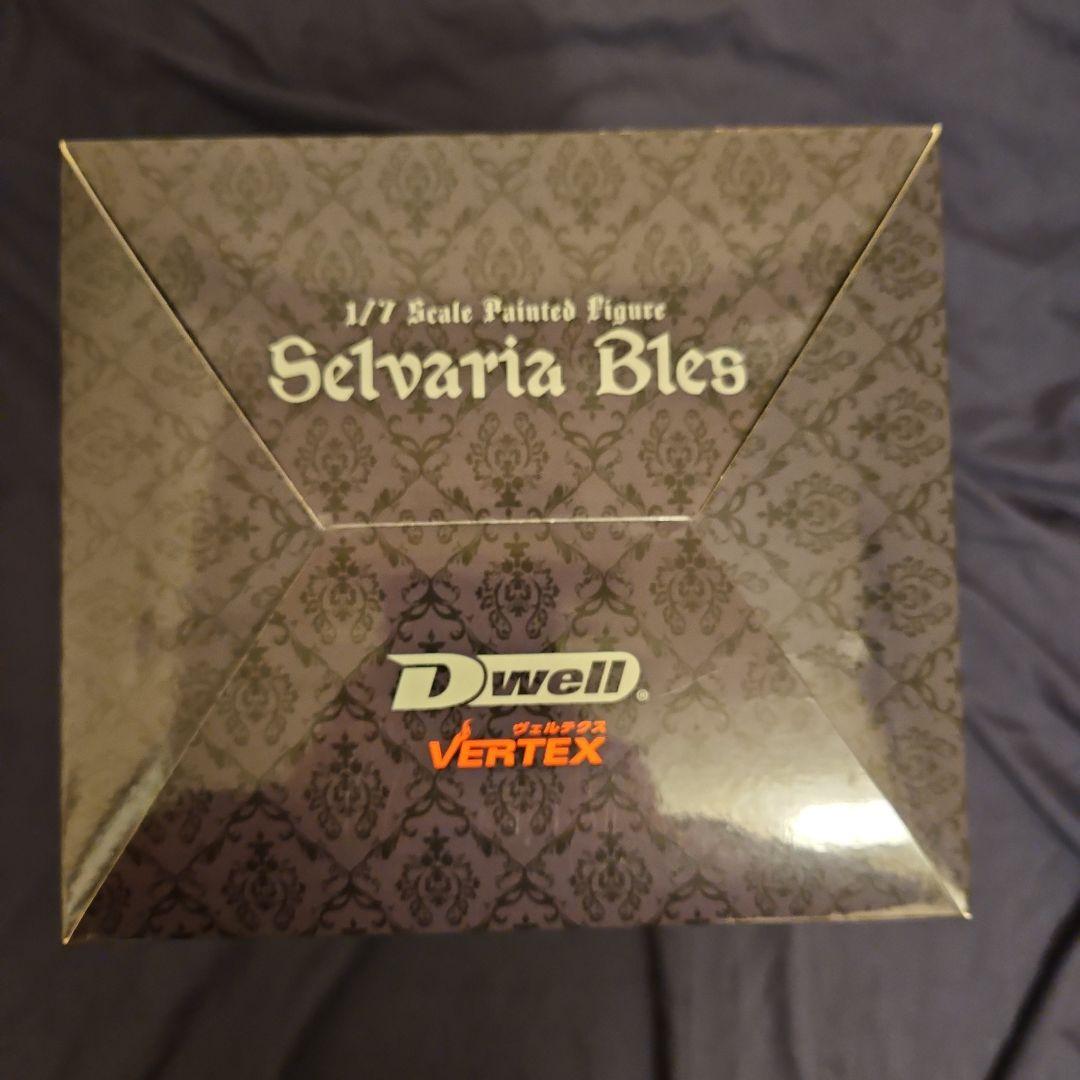 1/7 Scale Painted Figure
Selvaria Bles
Dwell®
ヴェルテクス
VERTEX